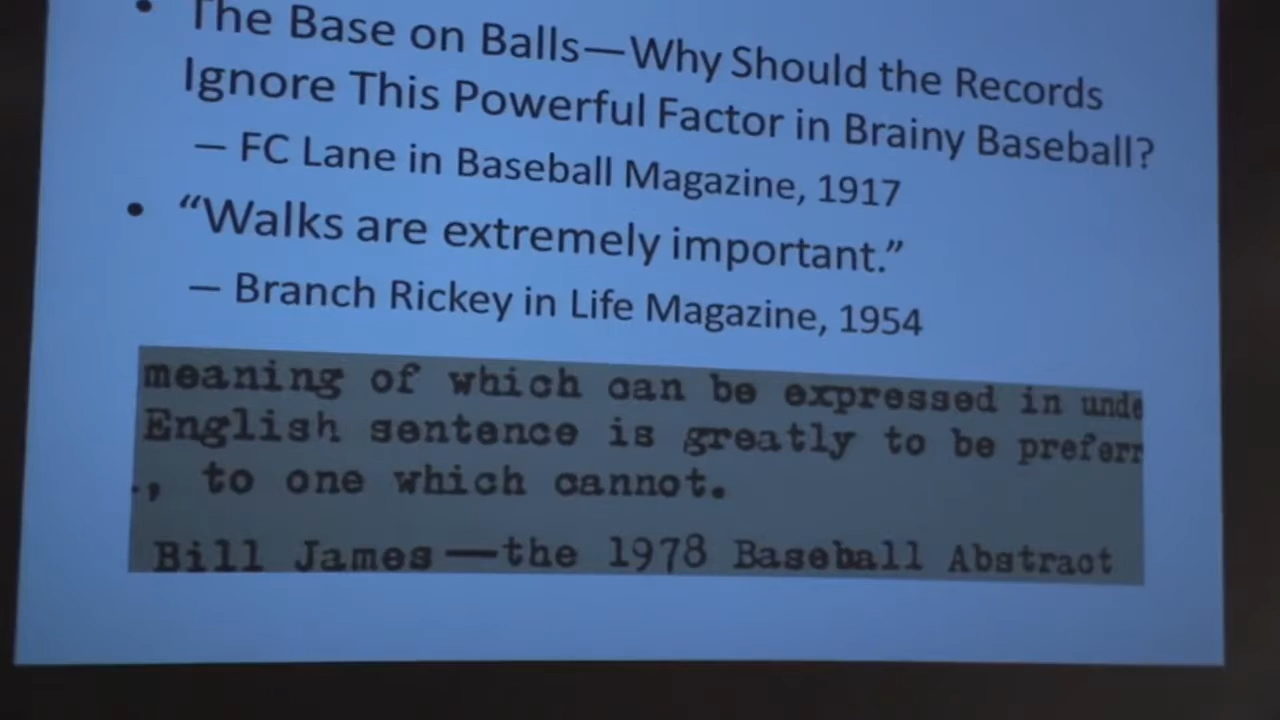 • The Base on Balls—Why Should the Records
Ignore This Powerful Factor in Brainy Baseball?
— FC Lane in Baseball Magazine, 1917
• “Walks are extremely important.”
— Branch Rickey in Life Magazine, 1954
meaning of which can be expressed in unde
English sentence is greatly to be preferr
., to one which cannot.
Bill James—the 1978 Baseball Abstract